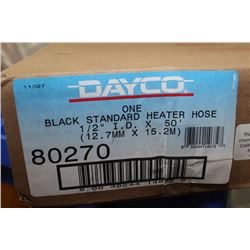 11327
DAYCO
ONE
BLACK STANDARD HEATER HOSE
1/2" I.D. X 50'
(12.7MM X 15.2M)
80270